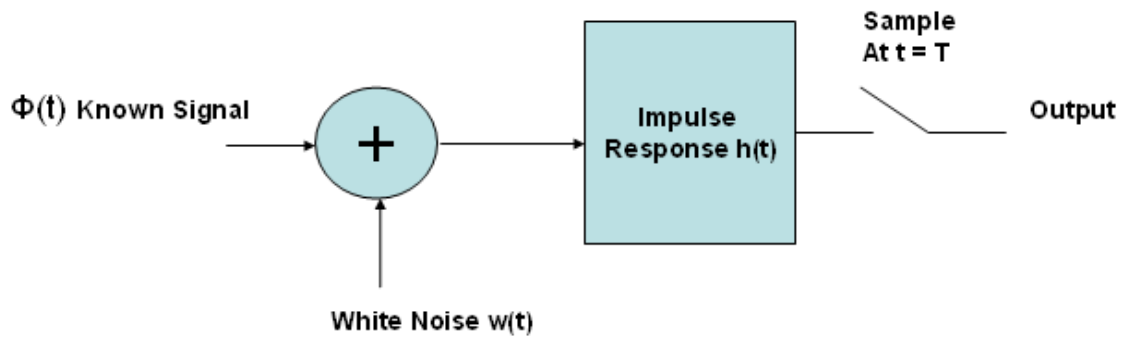 Φ(t) Known Signal
+
White Noise w(t)
Impulse
Response h(t)
Sample
At t = T
Output